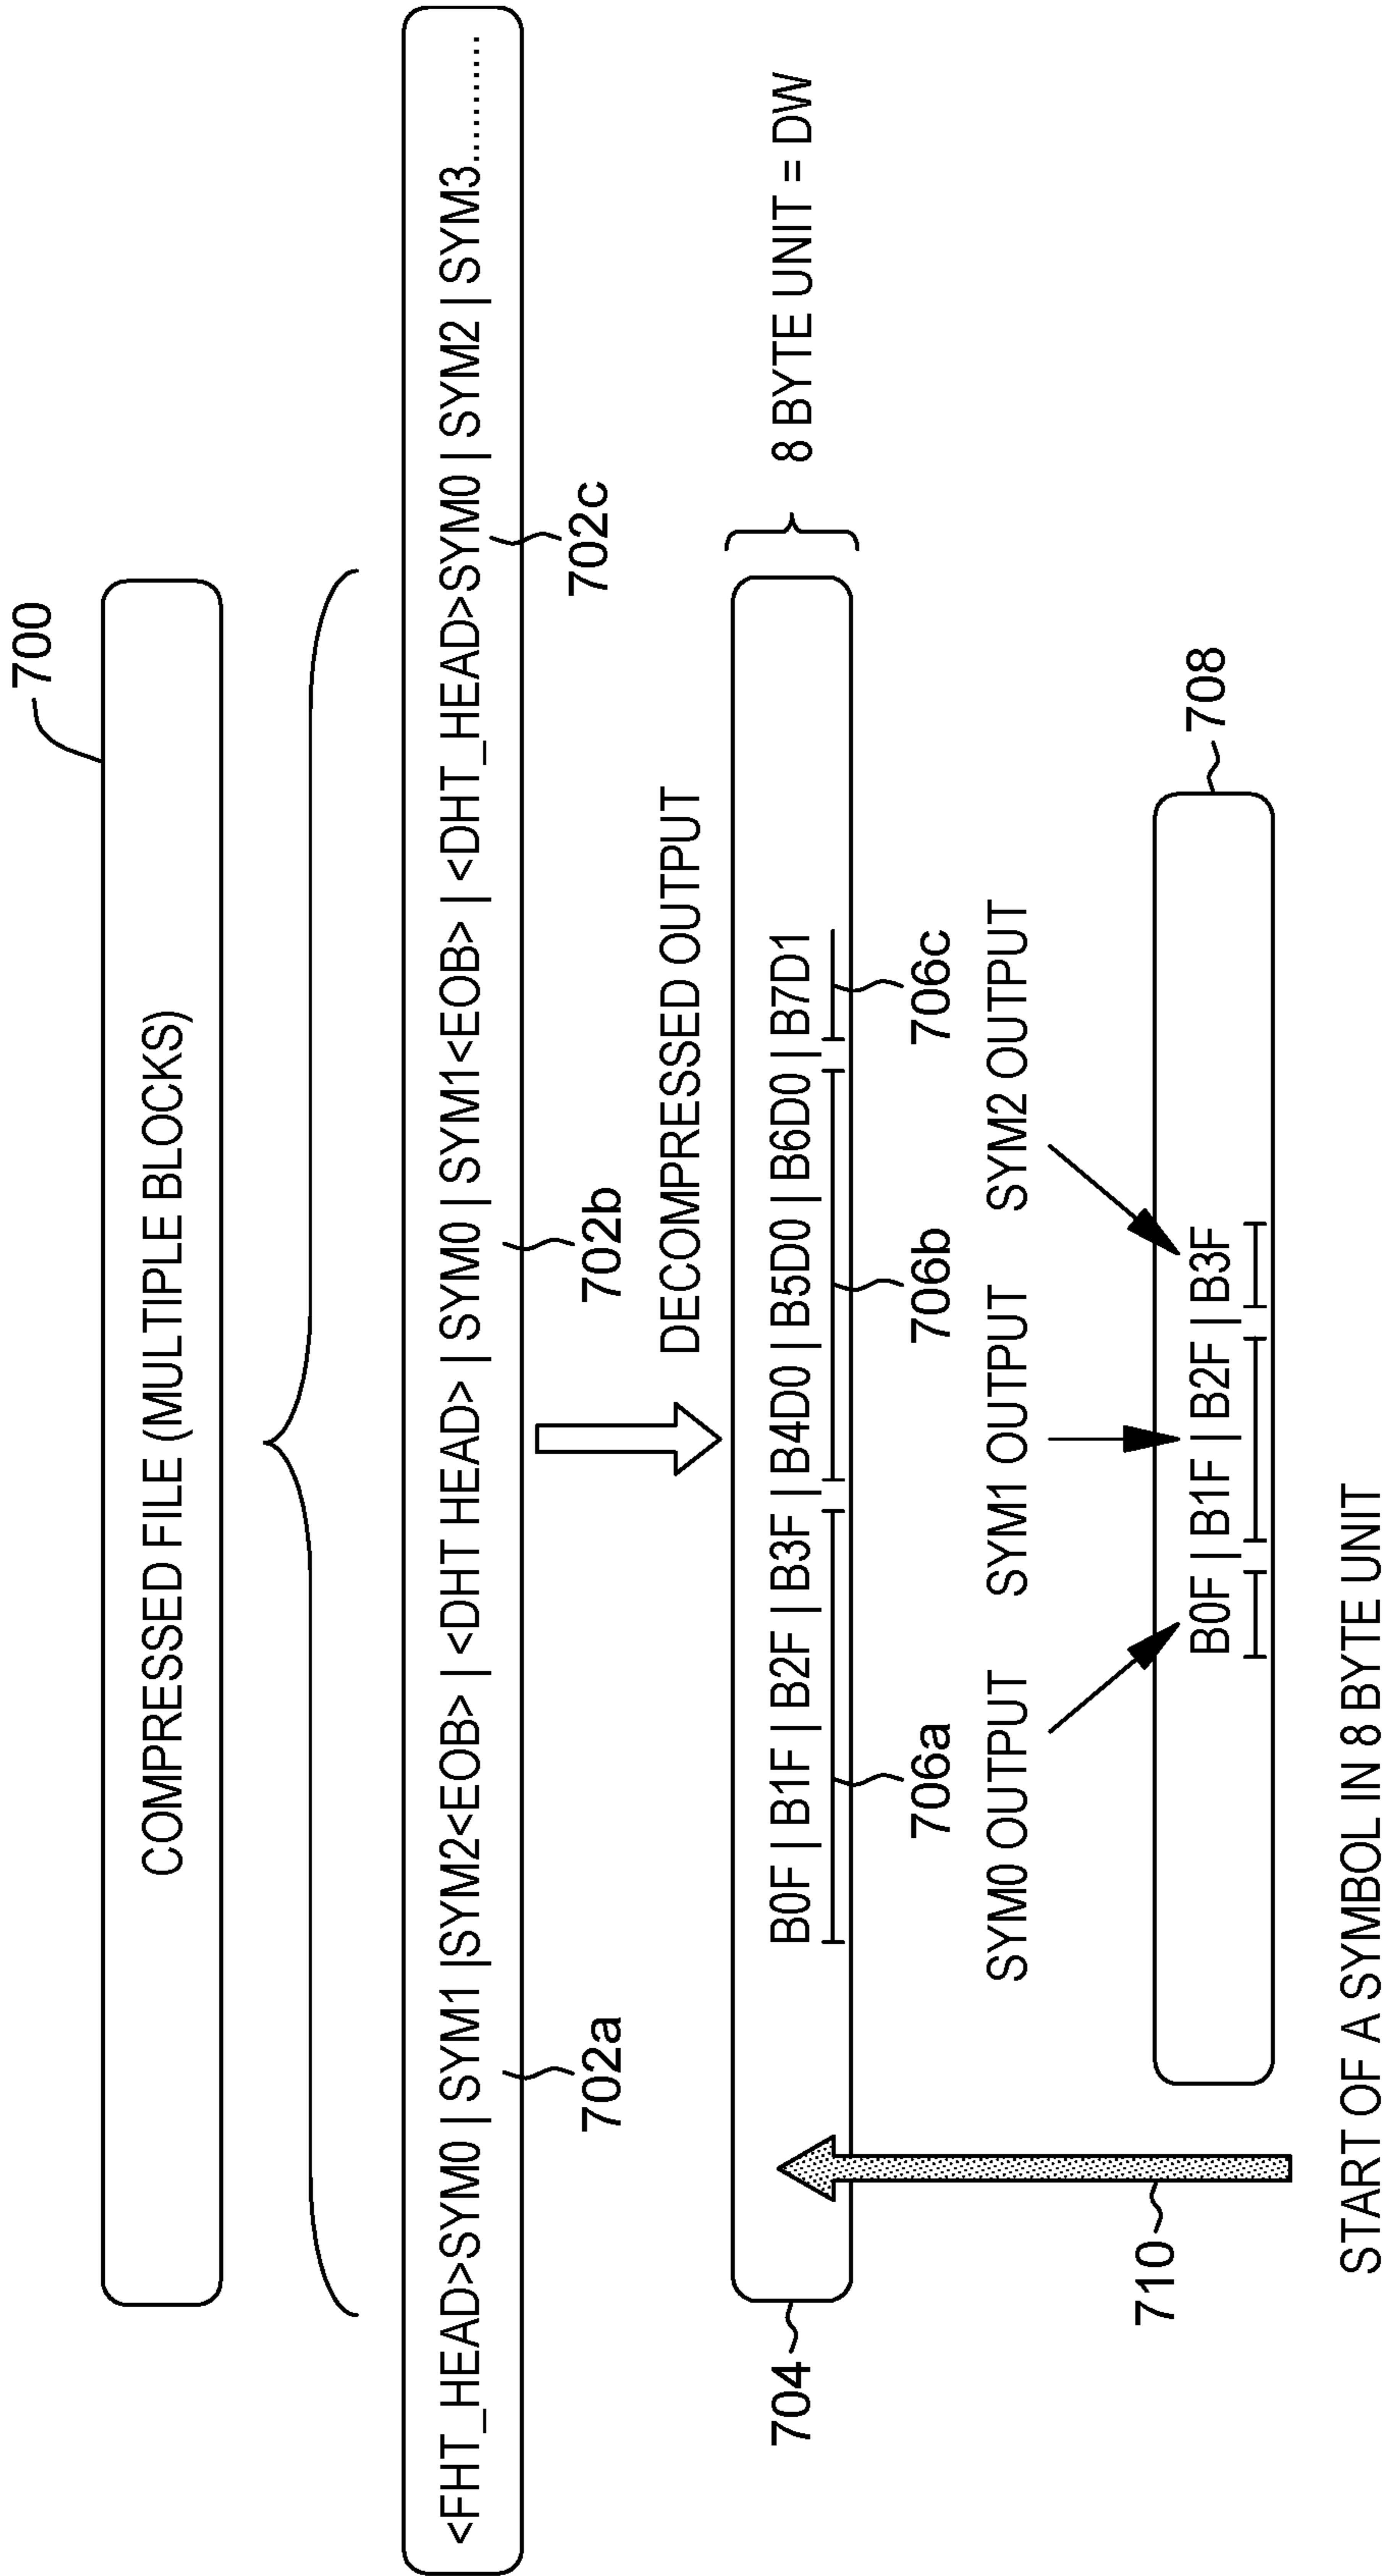 700
COMPRESSED FILE (MULTIPLE BLOCKS)
<FHT_HEAD>SYM0 | SYM1 |SYM2<EOB> | <DHT HEAD> | SYM0 | SYM1<EOB> | <DHT_HEAD>SYM0 | SYM2 | SYM3..........
702a
702b
702c
DECOMPRESSED OUTPUT
704
B0F | B1F | B2F | B3F | B4D0 | B5D0 | B6D0 | B7D1
8 BYTE UNIT = DW
706a
706b
706c
SYM0 OUTPUT
SYM1 OUTPUT
SYM2 OUTPUT
710
B0F | B1F | B2F | B3F
708
START OF A SYMBOL IN 8 BYTE UNIT